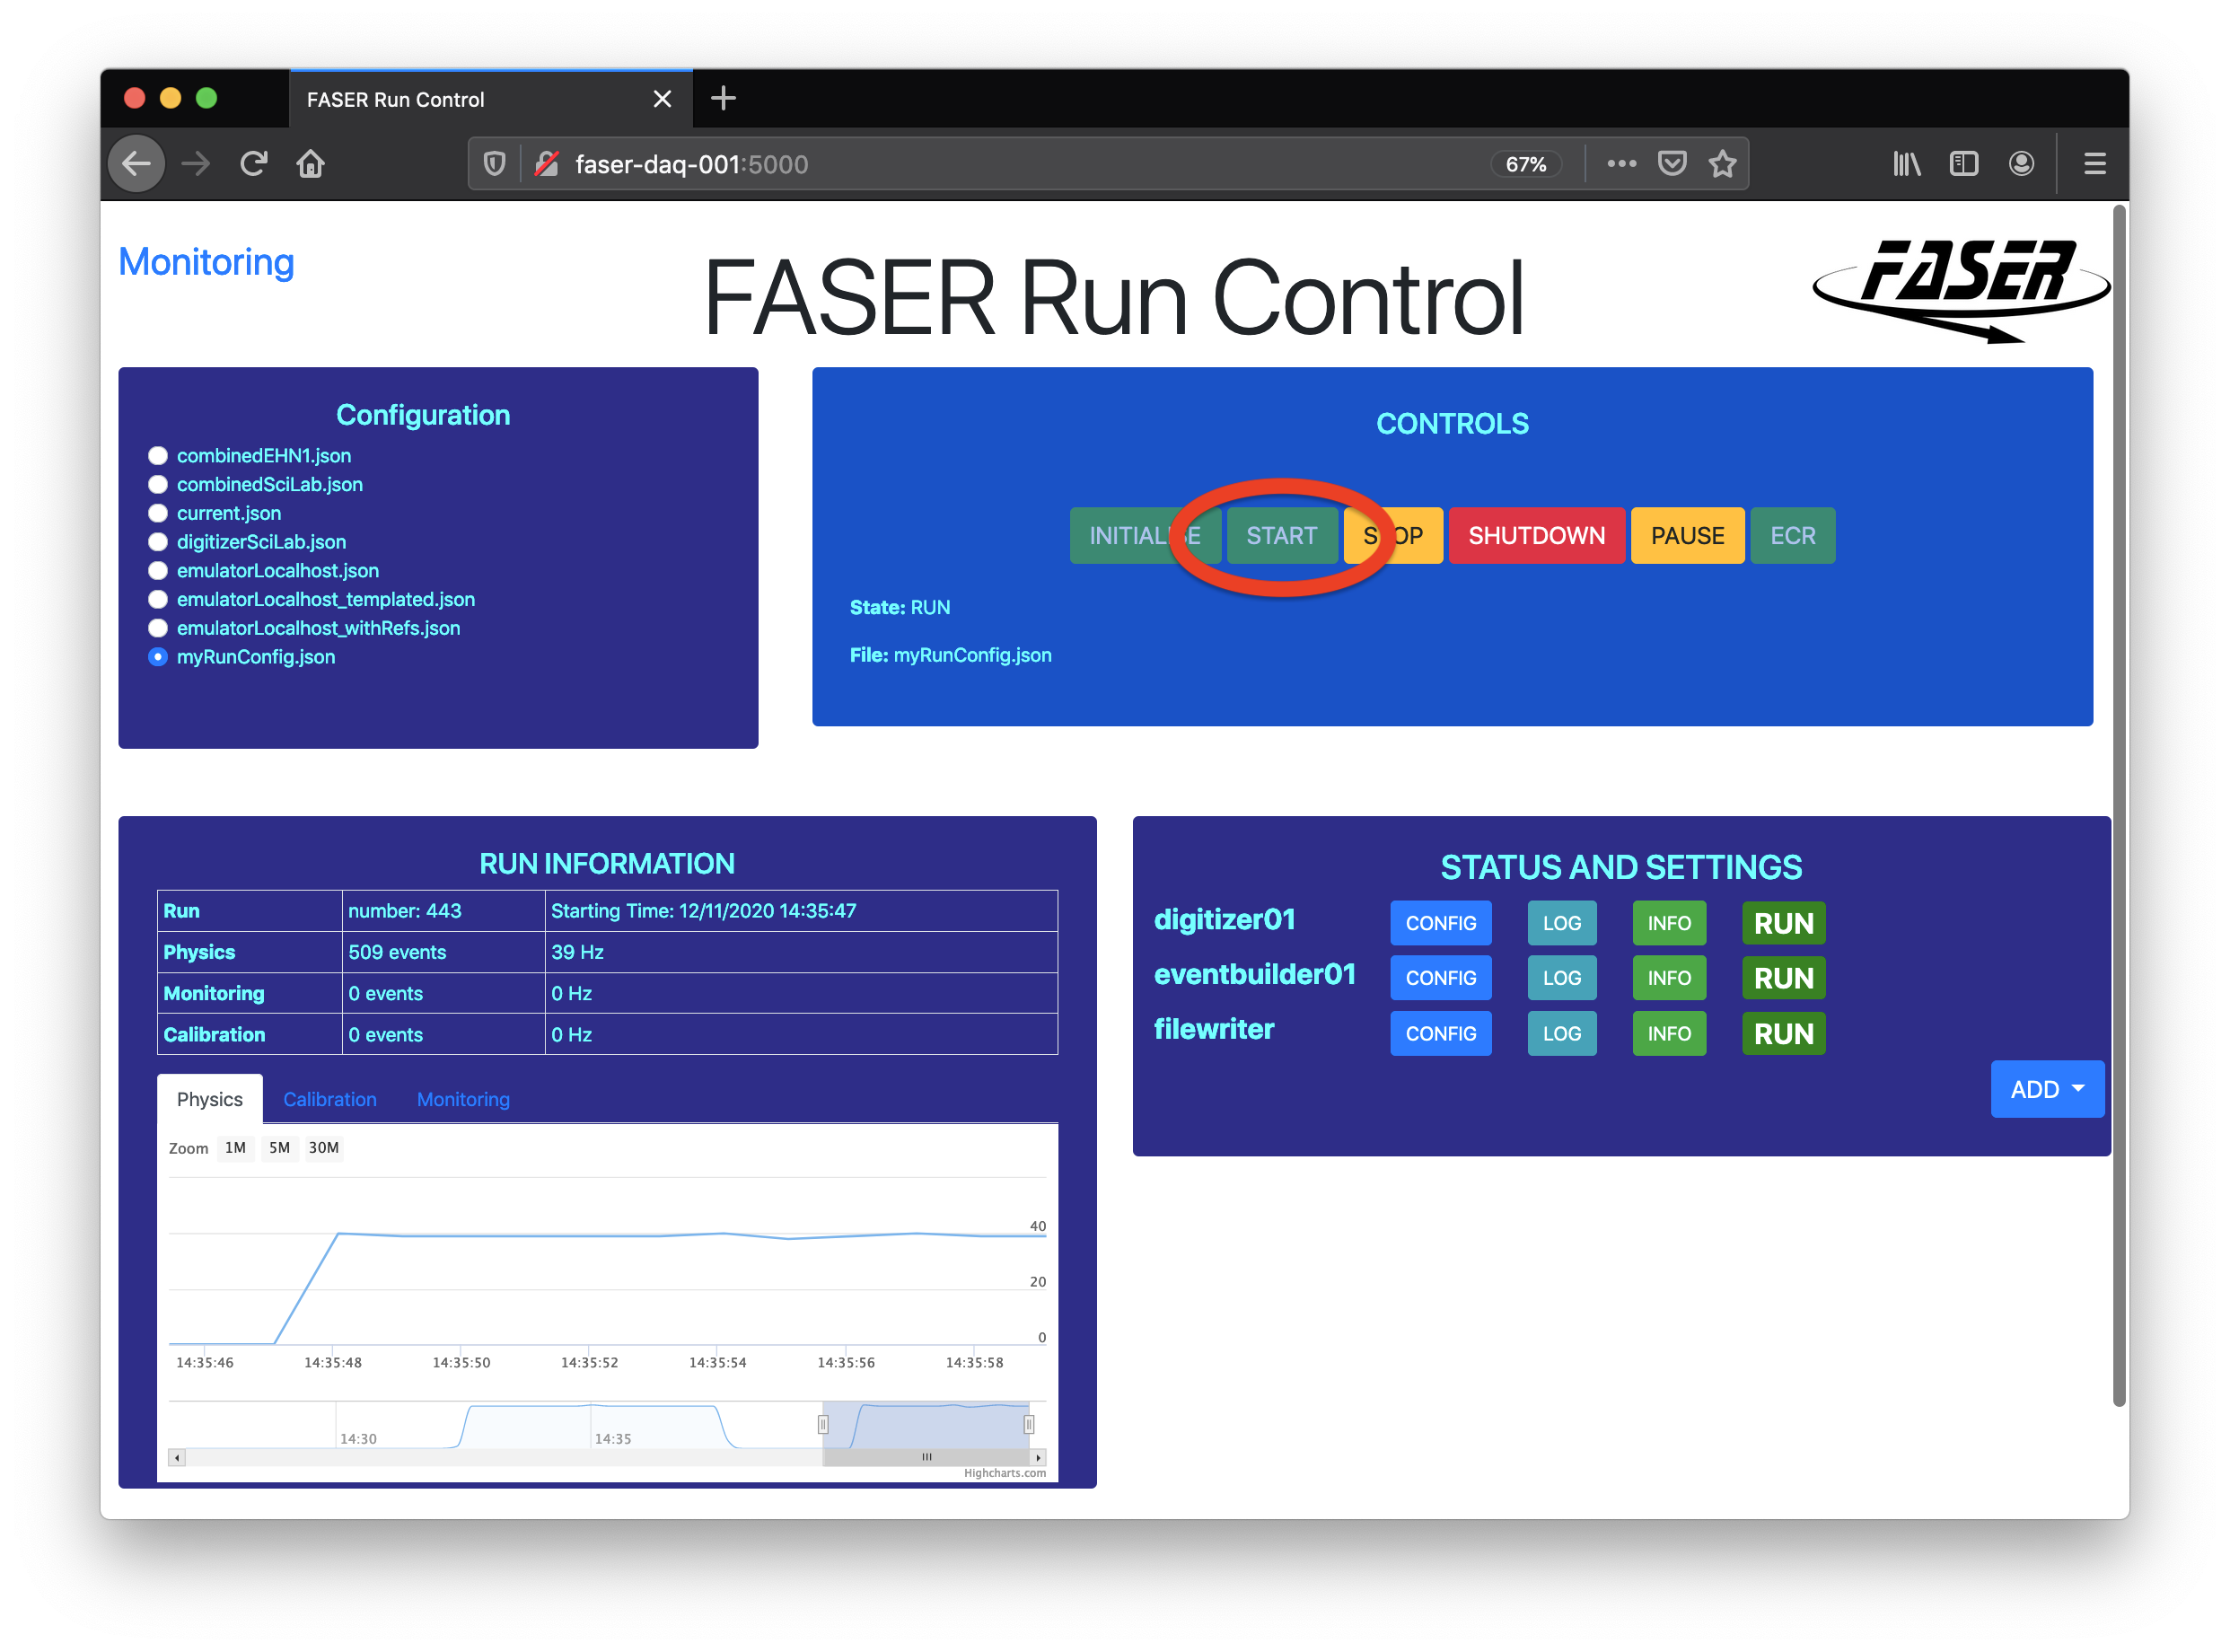 FASER Run Control
faser-daq-001:5000
67%
Monitoring
FASER Run Control
FASER
Configuration
combinedEHN1.json
combinedSciLab.json
current.json
digitizerSciLab.json
emulatorLocalhost.json
emulatorLocalhost_templated.json
emulatorLocalhost_withRefs.json
myRunConfig.json
CONTROLS
INITIALISE START STOP SHUTDOWN PAUSE ECR
State: RUN
File: myRunConfig.json
RUN INFORMATION
Run number: 443 Starting Time: 12/11/2020 14:35:47
Physics 509 events 39 Hz
Monitoring 0 events 0 Hz
Calibration 0 events 0 Hz
Physics Calibration Monitoring
Zoom 1M 5M 30M
40
20
0
14:35:46 14:35:48 14:35:50 14:35:52 14:35:54 14:35:56 14:35:58
14:30 14:35
Highcharts.com
STATUS AND SETTINGS
digitizer01 CONFIG LOG INFO RUN
eventbuilder01 CONFIG LOG INFO RUN
filewriter CONFIG LOG INFO RUN
ADD